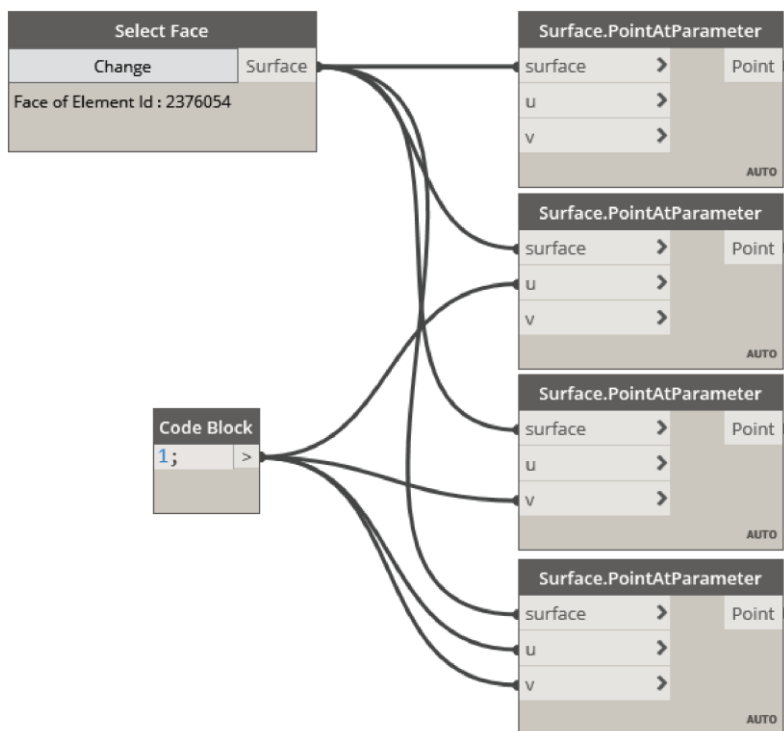 Select Face
Change
Surface
Face of Element Id : 2376054
Surface.PointAtParameter
surface > Point
u >
v >
AUTO
Surface.PointAtParameter
surface > Point
u >
v >
AUTO
Code Block
1; >
Surface.PointAtParameter
surface > Point
u >
v >
AUTO
Surface.PointAtParameter
surface > Point
u >
v >
AUTO